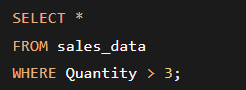 SELECT *
FROM sales_data
WHERE Quantity > 3;